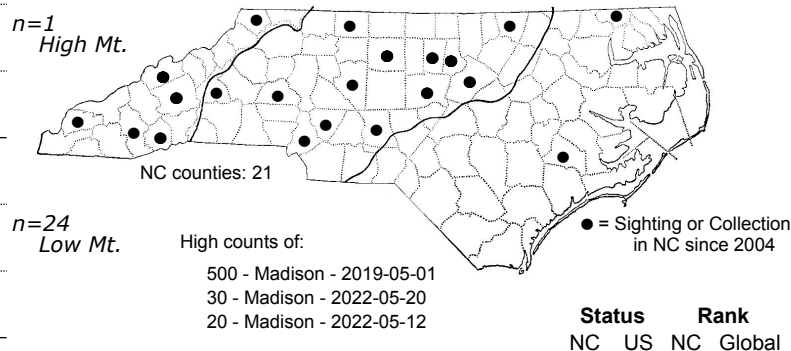 n=1
High Mt.
NC counties: 21
n=24
Low Mt.
● = Sighting or Collection
in NC since 2004
High counts of:
500 - Madison - 2019-05-01
30 - Madison - 2022-05-20
20 - Madison - 2022-05-12
Status Rank
NC US NC Global